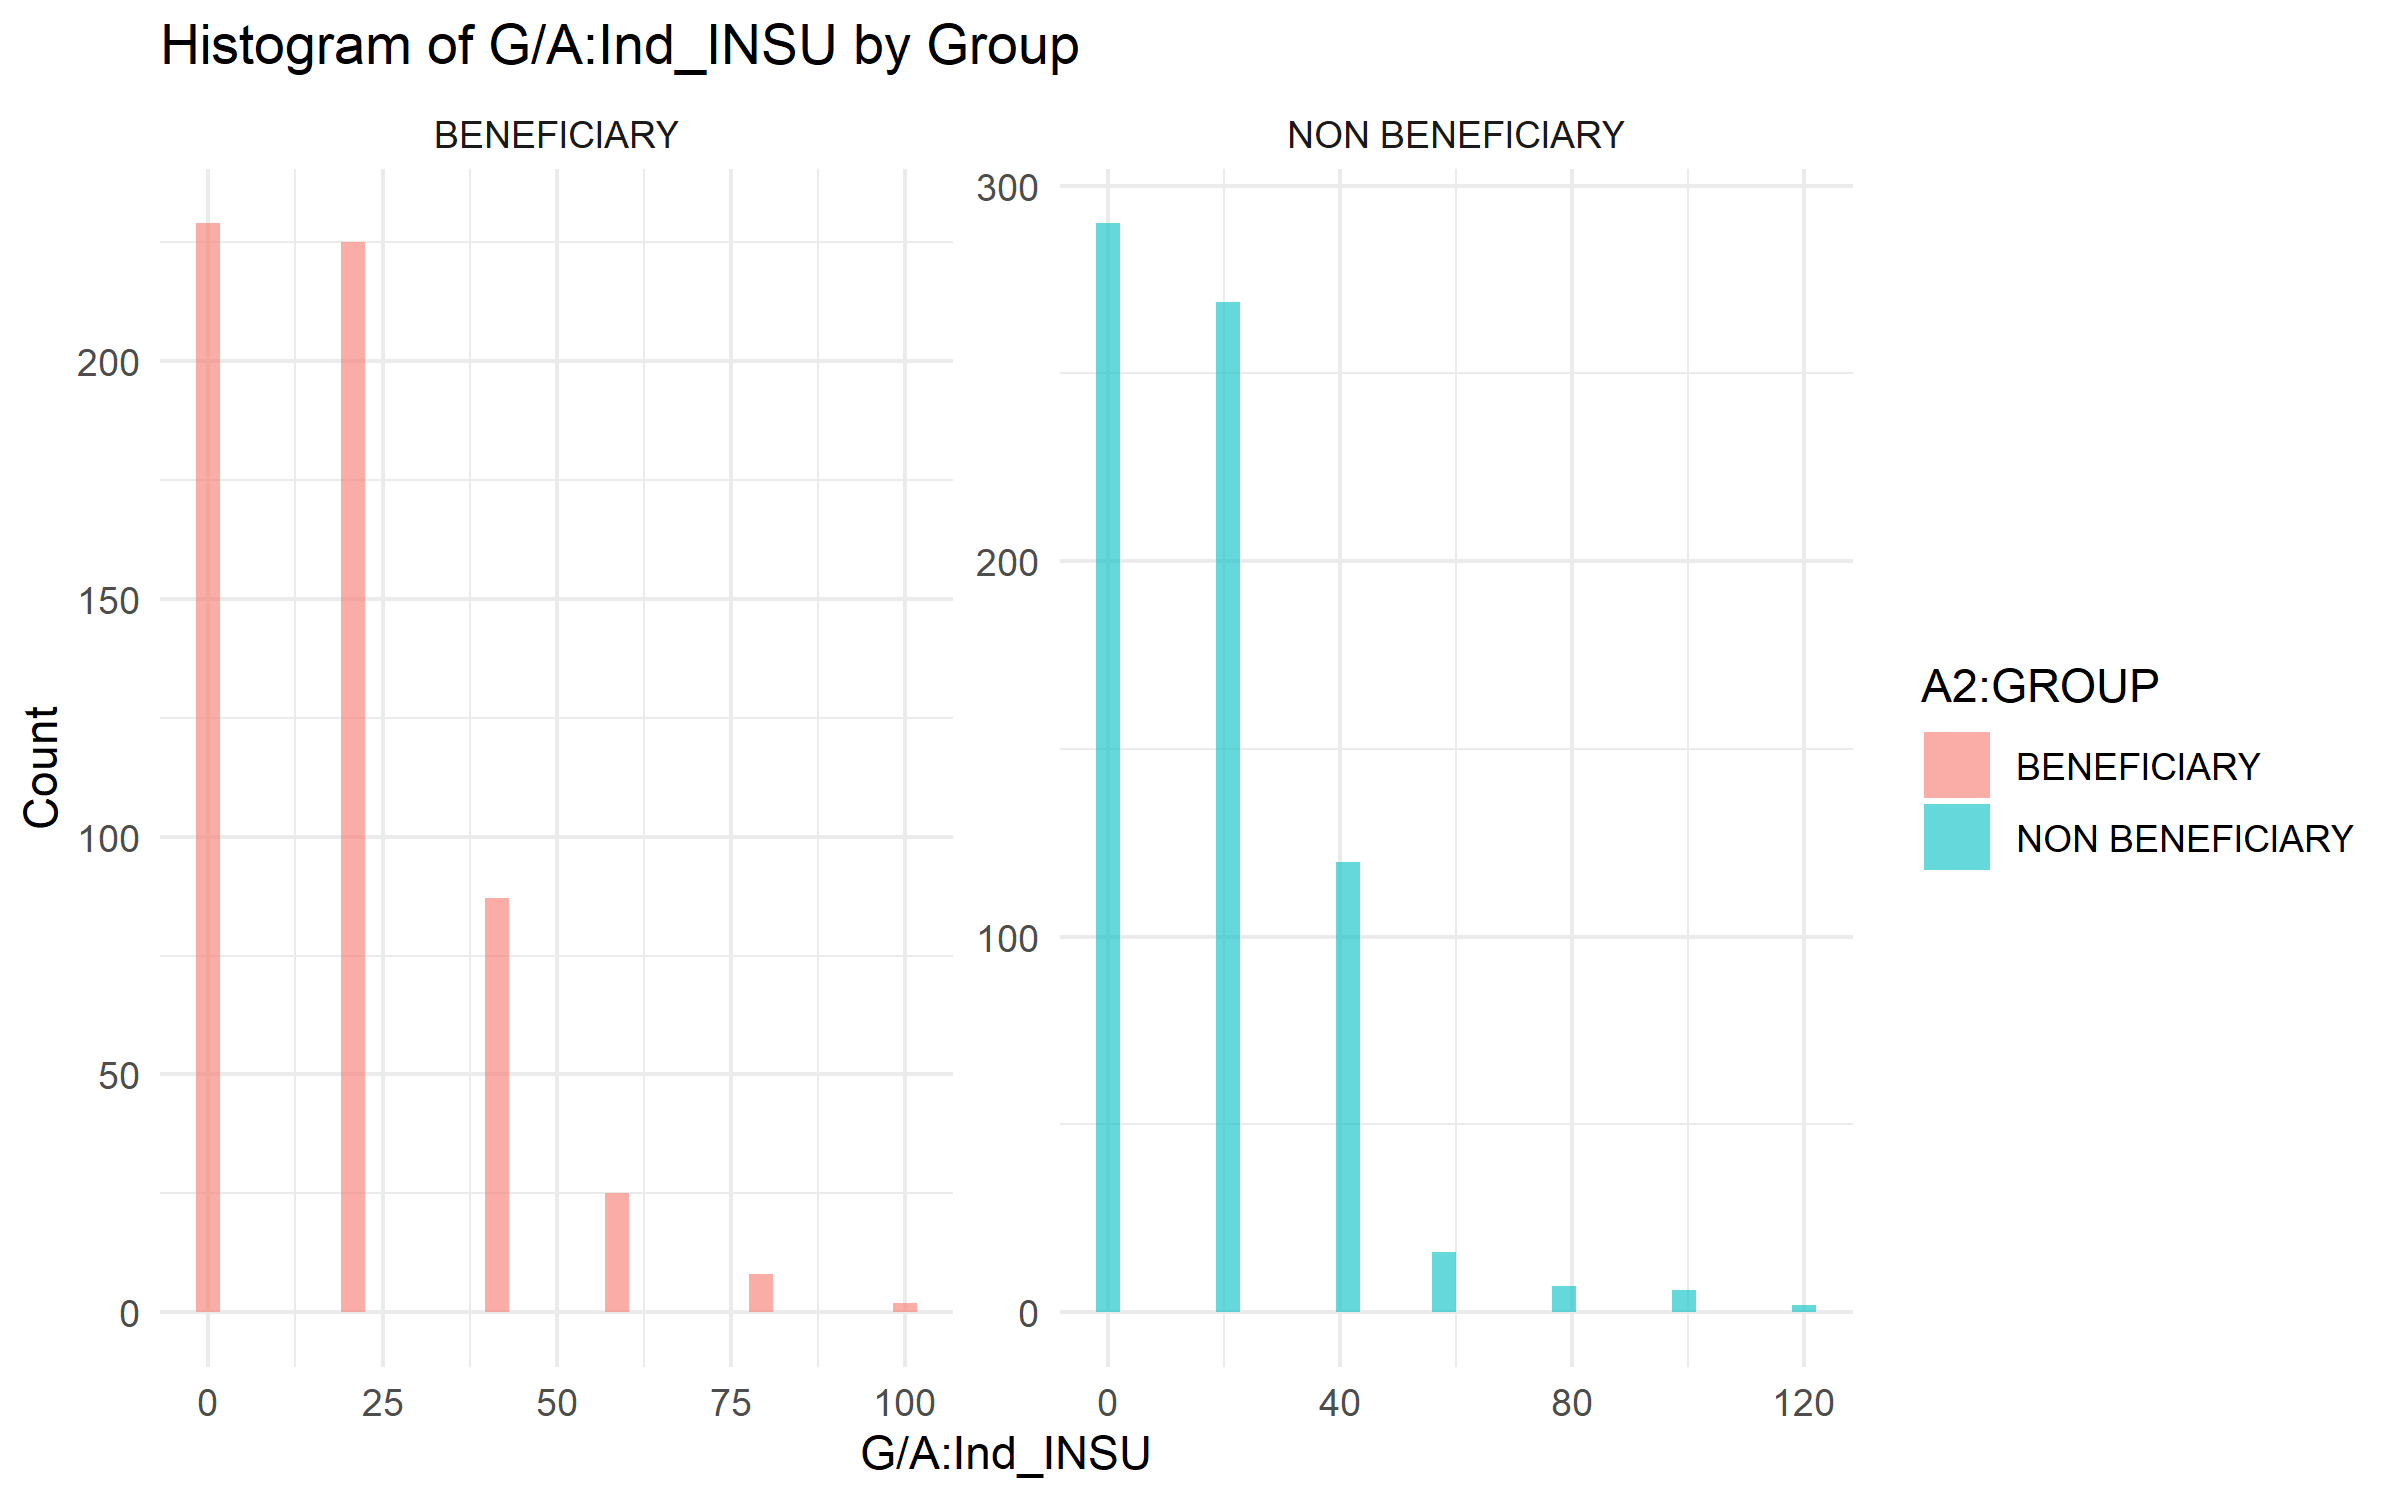 Histogram of G/A:Ind_INSU by Group
BENEFICIARY
NON BENEFICIARY
Count
200
150
100
50
0
0 25 50 75 100
300
200
100
0
0 40 80 120
G/A:Ind_INSU
A2:GROUP
BENEFICIARY
NON BENEFICIARY